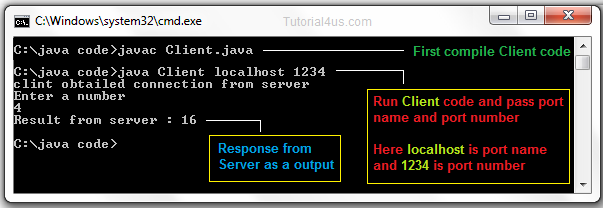 C:\Windows\system32\cmd.exe
Tutorial4us.com
C:\java code>javac Client.java
First compile Client code
C:\java code>java Client localhost 1234
clint obtailed connection from server
Enter a number
4
Result from server : 16
C:\java code>
Run Client code and pass port
name and port number
Here localhost is port name
and 1234 is port number
Response from
Server as a output